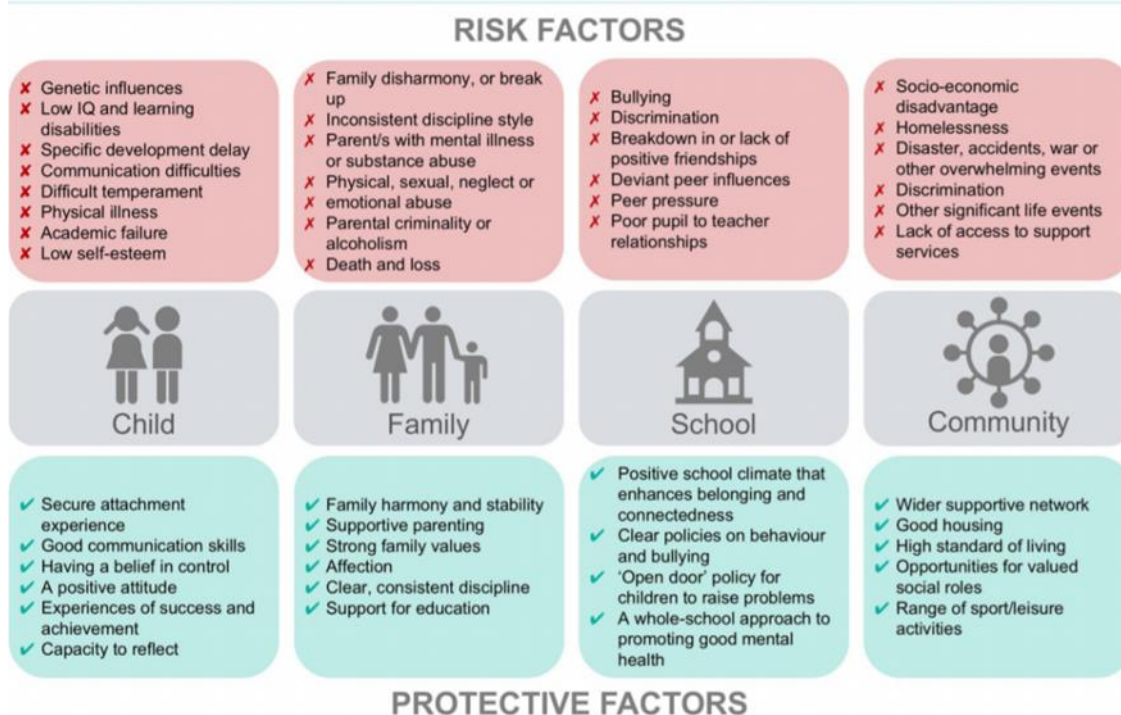 RISK FACTORS
✘ Genetic influences
✘ Low IQ and learning
disabilities
✘ Specific development delay
✘ Communication difficulties
✘ Difficult temperament
✘ Physical illness
✘ Academic failure
✘ Low self-esteem
✘ Family disharmony, or break
up
✘ Inconsistent discipline style
✘ Parent/s with mental illness
or substance abuse
✘ Physical, sexual, neglect or
✘ emotional abuse
✘ Parental criminality or
alcoholism
✘ Death and loss
✘ Bullying
✘ Discrimination
✘ Breakdown in or lack of
positive friendships
✘ Deviant peer influences
✘ Peer pressure
✘ Poor pupil to teacher
relationships
✘ Socio-economic
disadvantage
✘ Homelessness
✘ Disaster, accidents, war or
other overwhelming events
✘ Discrimination
✘ Other significant life events
✘ Lack of access to support
services
Child
Family
School
Community
✔ Secure attachment
experience
✔ Good communication skills
✔ Having a belief in control
✔ A positive attitude
✔ Experiences of success and
achievement
✔ Capacity to reflect
✔ Family harmony and stability
✔ Supportive parenting
✔ Strong family values
✔ Affection
✔ Clear, consistent discipline
✔ Support for education
✔ Positive school climate that
enhances belonging and
connectedness
✔ Clear policies on behaviour
and bullying
✔ ‘Open door’ policy for
children to raise problems
✔ A whole-school approach to
promoting good mental
health
✔ Wider supportive network
✔ Good housing
✔ High standard of living
✔ Opportunities for valued
social roles
✔ Range of sport/leisure
activities
PROTECTIVE FACTORS